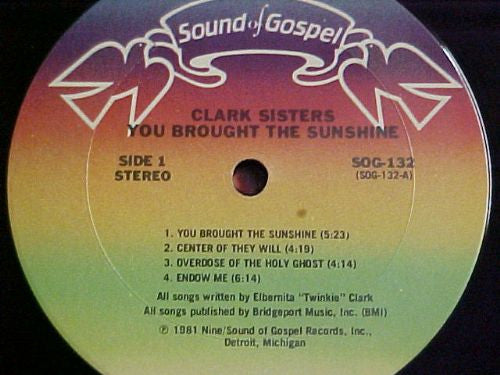 Sound of Gospel
CLARK SISTERS
YOU BROUGHT THE SUNSHINE
SIDE 1
STEREO
SOG-132
(SOG-132-A)
1. YOU BROUGHT THE SUNSHINE (5:23)
2. CENTER OF THEY WILL (4:19)
3. OVERDOSE OF THE HOLY GHOST (4:14)
4. ENDOW ME (6:14)
All songs written by Elbernita "Twinkie" Clark
All songs published by Bridgeport Music, Inc. (BMI)
℗ 1981 Nine/Sound of Gospel Records, Inc.,
Detroit, Michigan